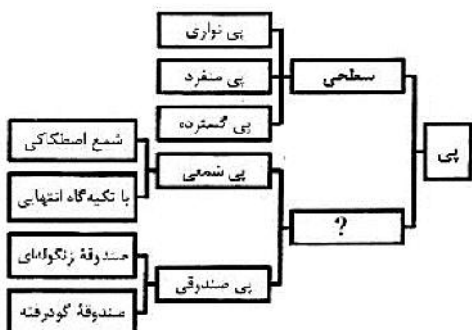 پی
سطحی
پی نواری
پی منفرد
پی گسترده
?
پی شمعی
شمع اصطکاکی
با تکیه‌گاه انتهایی
پی صندوقی
صندوقهٔ زنگوله‌ای
صندوقهٔ گودرفته